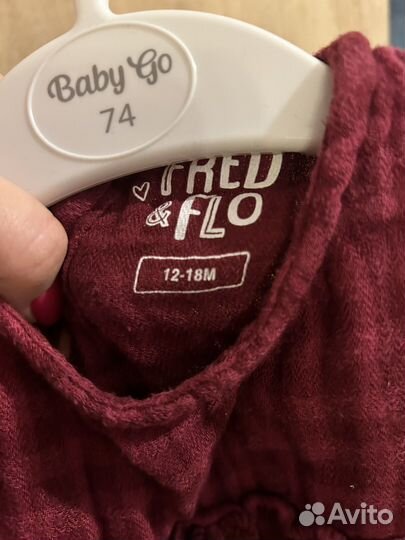 Baby Go
74
FRED
& FLO
12-18M
Avito